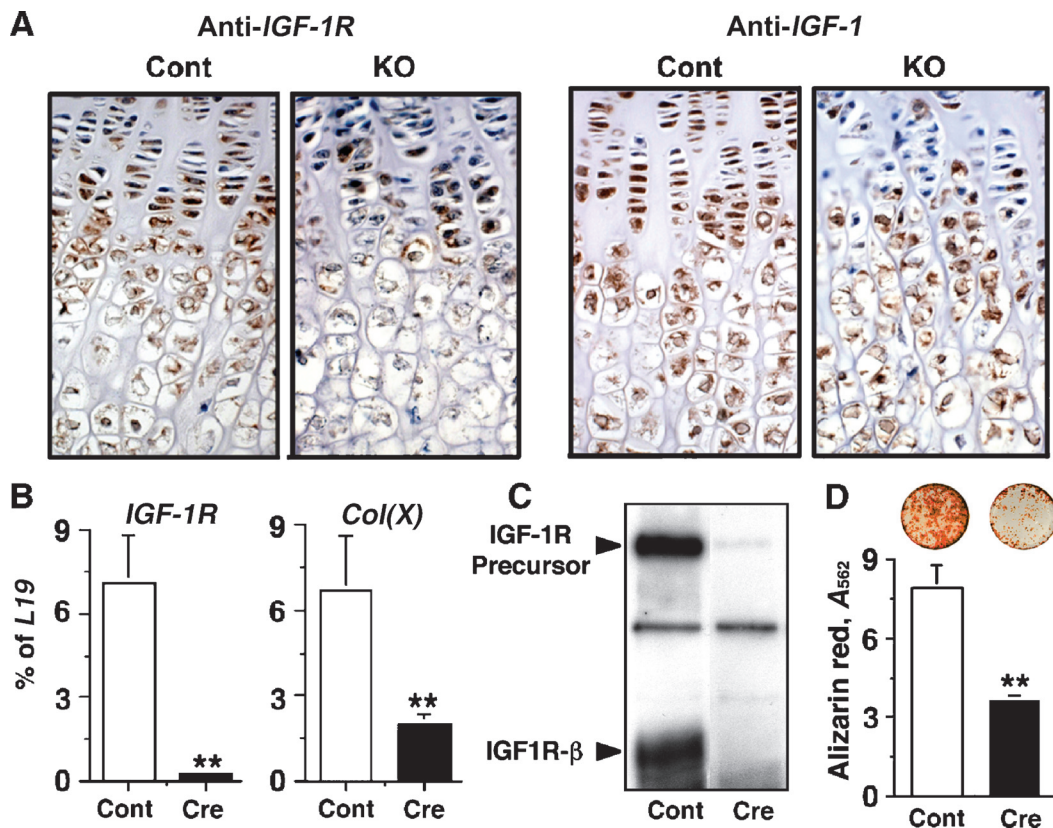 A
Anti-IGF-1R
Anti-IGF-1
Cont
KO
Cont
KO
B
IGF-1R
Col(X)
9
6
3
0
9
6
3
0
% of L19
**
**
Cont
Cre
Cont
Cre
C
IGF-1R
Precursor
IGF1R-β
Cont
Cre
D
9
6
3
0
Alizarin red, A562
**
Cont
Cre